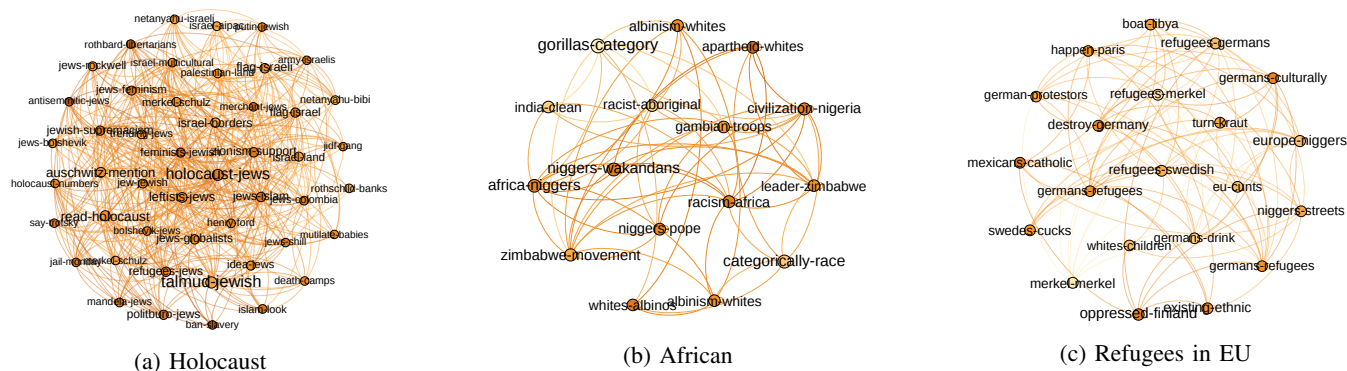 netanyahu-israeli
israel-aipac
putin-jewish
rothbard-libertarians
jews-rockwell
israel-multicultural
flag-israeli
army-israelis
palestinian-land
jews-feminism
antisemitic-jews
merkel-schulz
merchant-jews
netanyahu-bibi
flag-israel
israel-borders
jewish-supremacism
trending-jews
jews-bolshevik
feminists-jewish
zionism-support
israel-land
jidf-gang
auschwitz-mention
holocaust-jews
holocaust-numbers
jew-jewish
leftists-jews
jews-islam
rothschild-banks
jews-colombia
read-holocaust
say-trotsky
bolshevik-jews
henry-ford
jews-globalists
jews-shill
mutilate-babies
jail-monday
merkel-schulz
refugees-jews
idea-jews
talmud-jewish
death-camps
mandela-jews
politburo-jews
islam-look
ban-slavery
(a) Holocaust
albinism-whites
gorillas-category
apartheid-whites
india-clean
racist-aboriginal
civilization-nigeria
gambian-troops
niggers-wakandans
africa-niggers
leader-zimbabwe
racism-africa
niggers-pope
zimbabwe-movement
categorically-race
whites-albinos
albinism-whites
(b) African
boat-libya
happen-paris
refugees-germans
germans-culturally
german-protestors
refugees-merkel
destroy-germany
turn-kraut
europe-niggers
mexicans-catholic
refugees-swedish
germans-refugees
eu-cunts
niggers-streets
swedes-cucks
whites-children
germans-drink
germans-refugees
merkel-merkel
oppressed-finland
existing-ethnic
(c) Refugees in EU